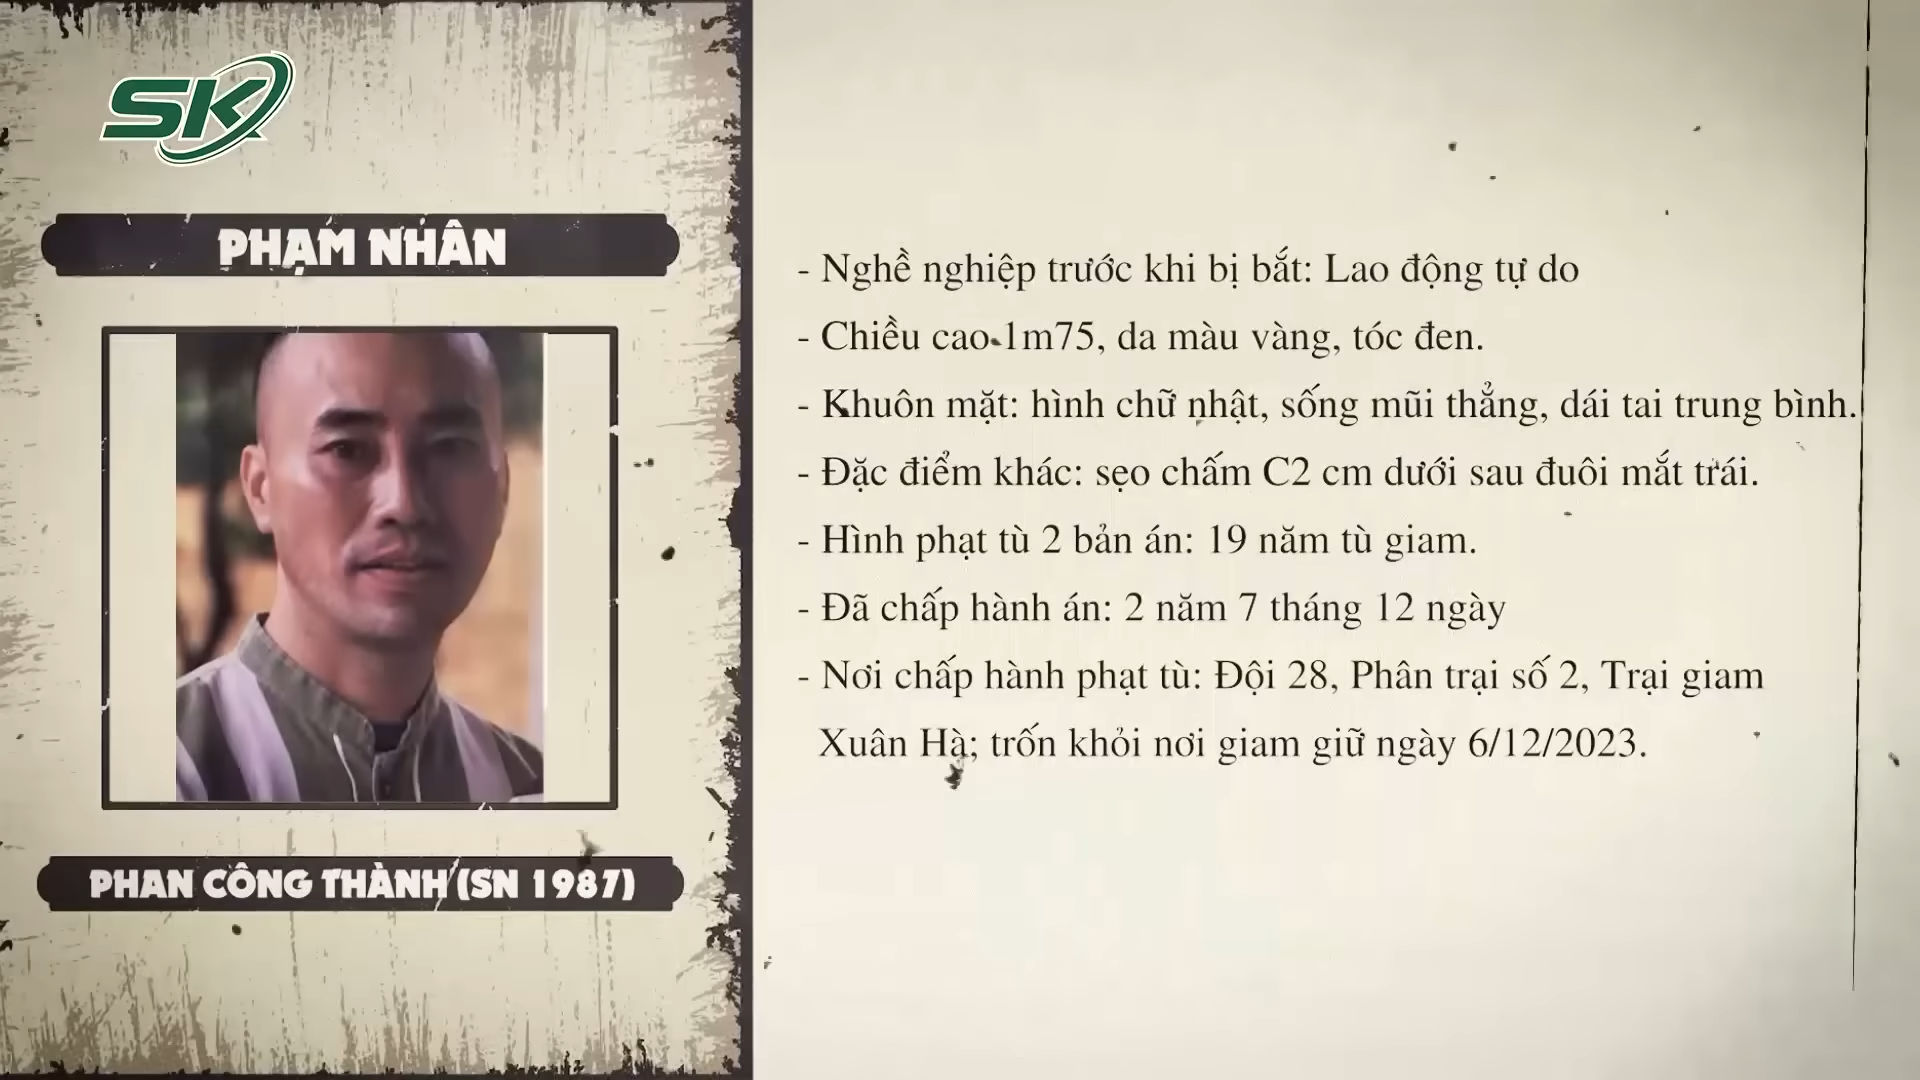 SK
PHẠM NHÂN
PHAN CÔNG THÀNH (SN 1987)
- Nghề nghiệp trước khi bị bắt: Lao động tự do
- Chiều cao 1m75, da màu vàng, tóc đen.
- Khuôn mặt: hình chữ nhật, sống mũi thẳng, dái tai trung bình.
- Đặc điểm khác: sẹo chấm C2 cm dưới sau đuôi mắt trái.
- Hình phạt tù 2 bản án: 19 năm tù giam.
- Đã chấp hành án: 2 năm 7 tháng 12 ngày
- Nơi chấp hành phạt tù: Đội 28, Phân trại số 2, Trại giam
Xuân Hà; trốn khỏi nơi giam giữ ngày 6/12/2023.